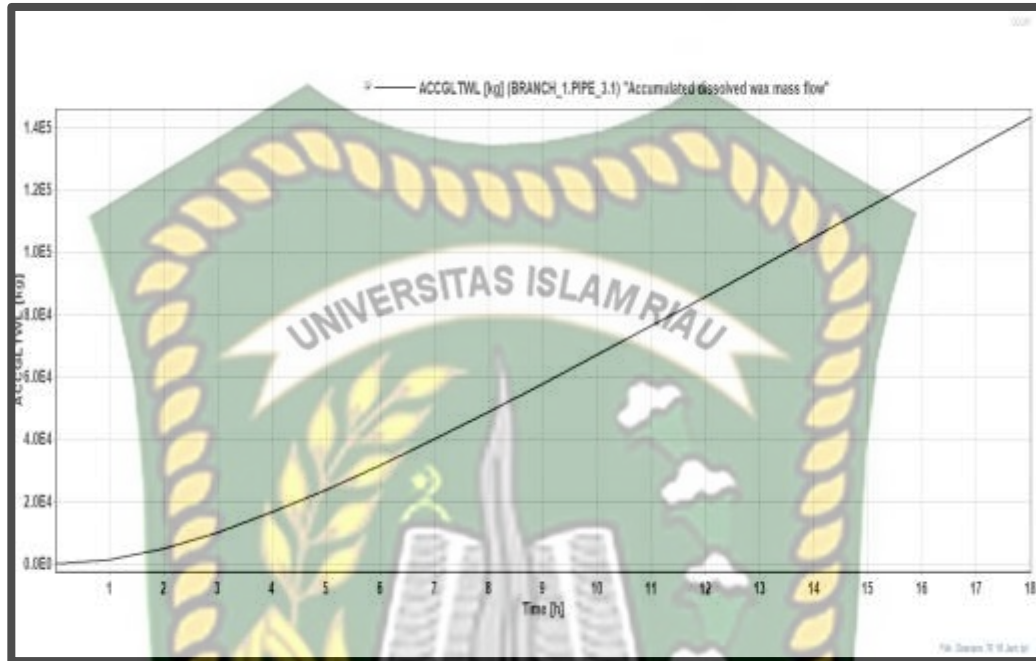 ACCGLTWL [kg] (BRANCH_1.PIPE_3.1) "Accumulated dissolved wax mass flow"
1.4E5
1.2E5
1.0E5
8.0E4
6.0E4
4.0E4
2.0E4
0.0E0
ACCGLTWL [kg]
UNIVERSITAS ISLAM RIAU
1 2 3 4 5 6 7 8 9 10 11 12 13 14 15 16 17 18
Time [h]